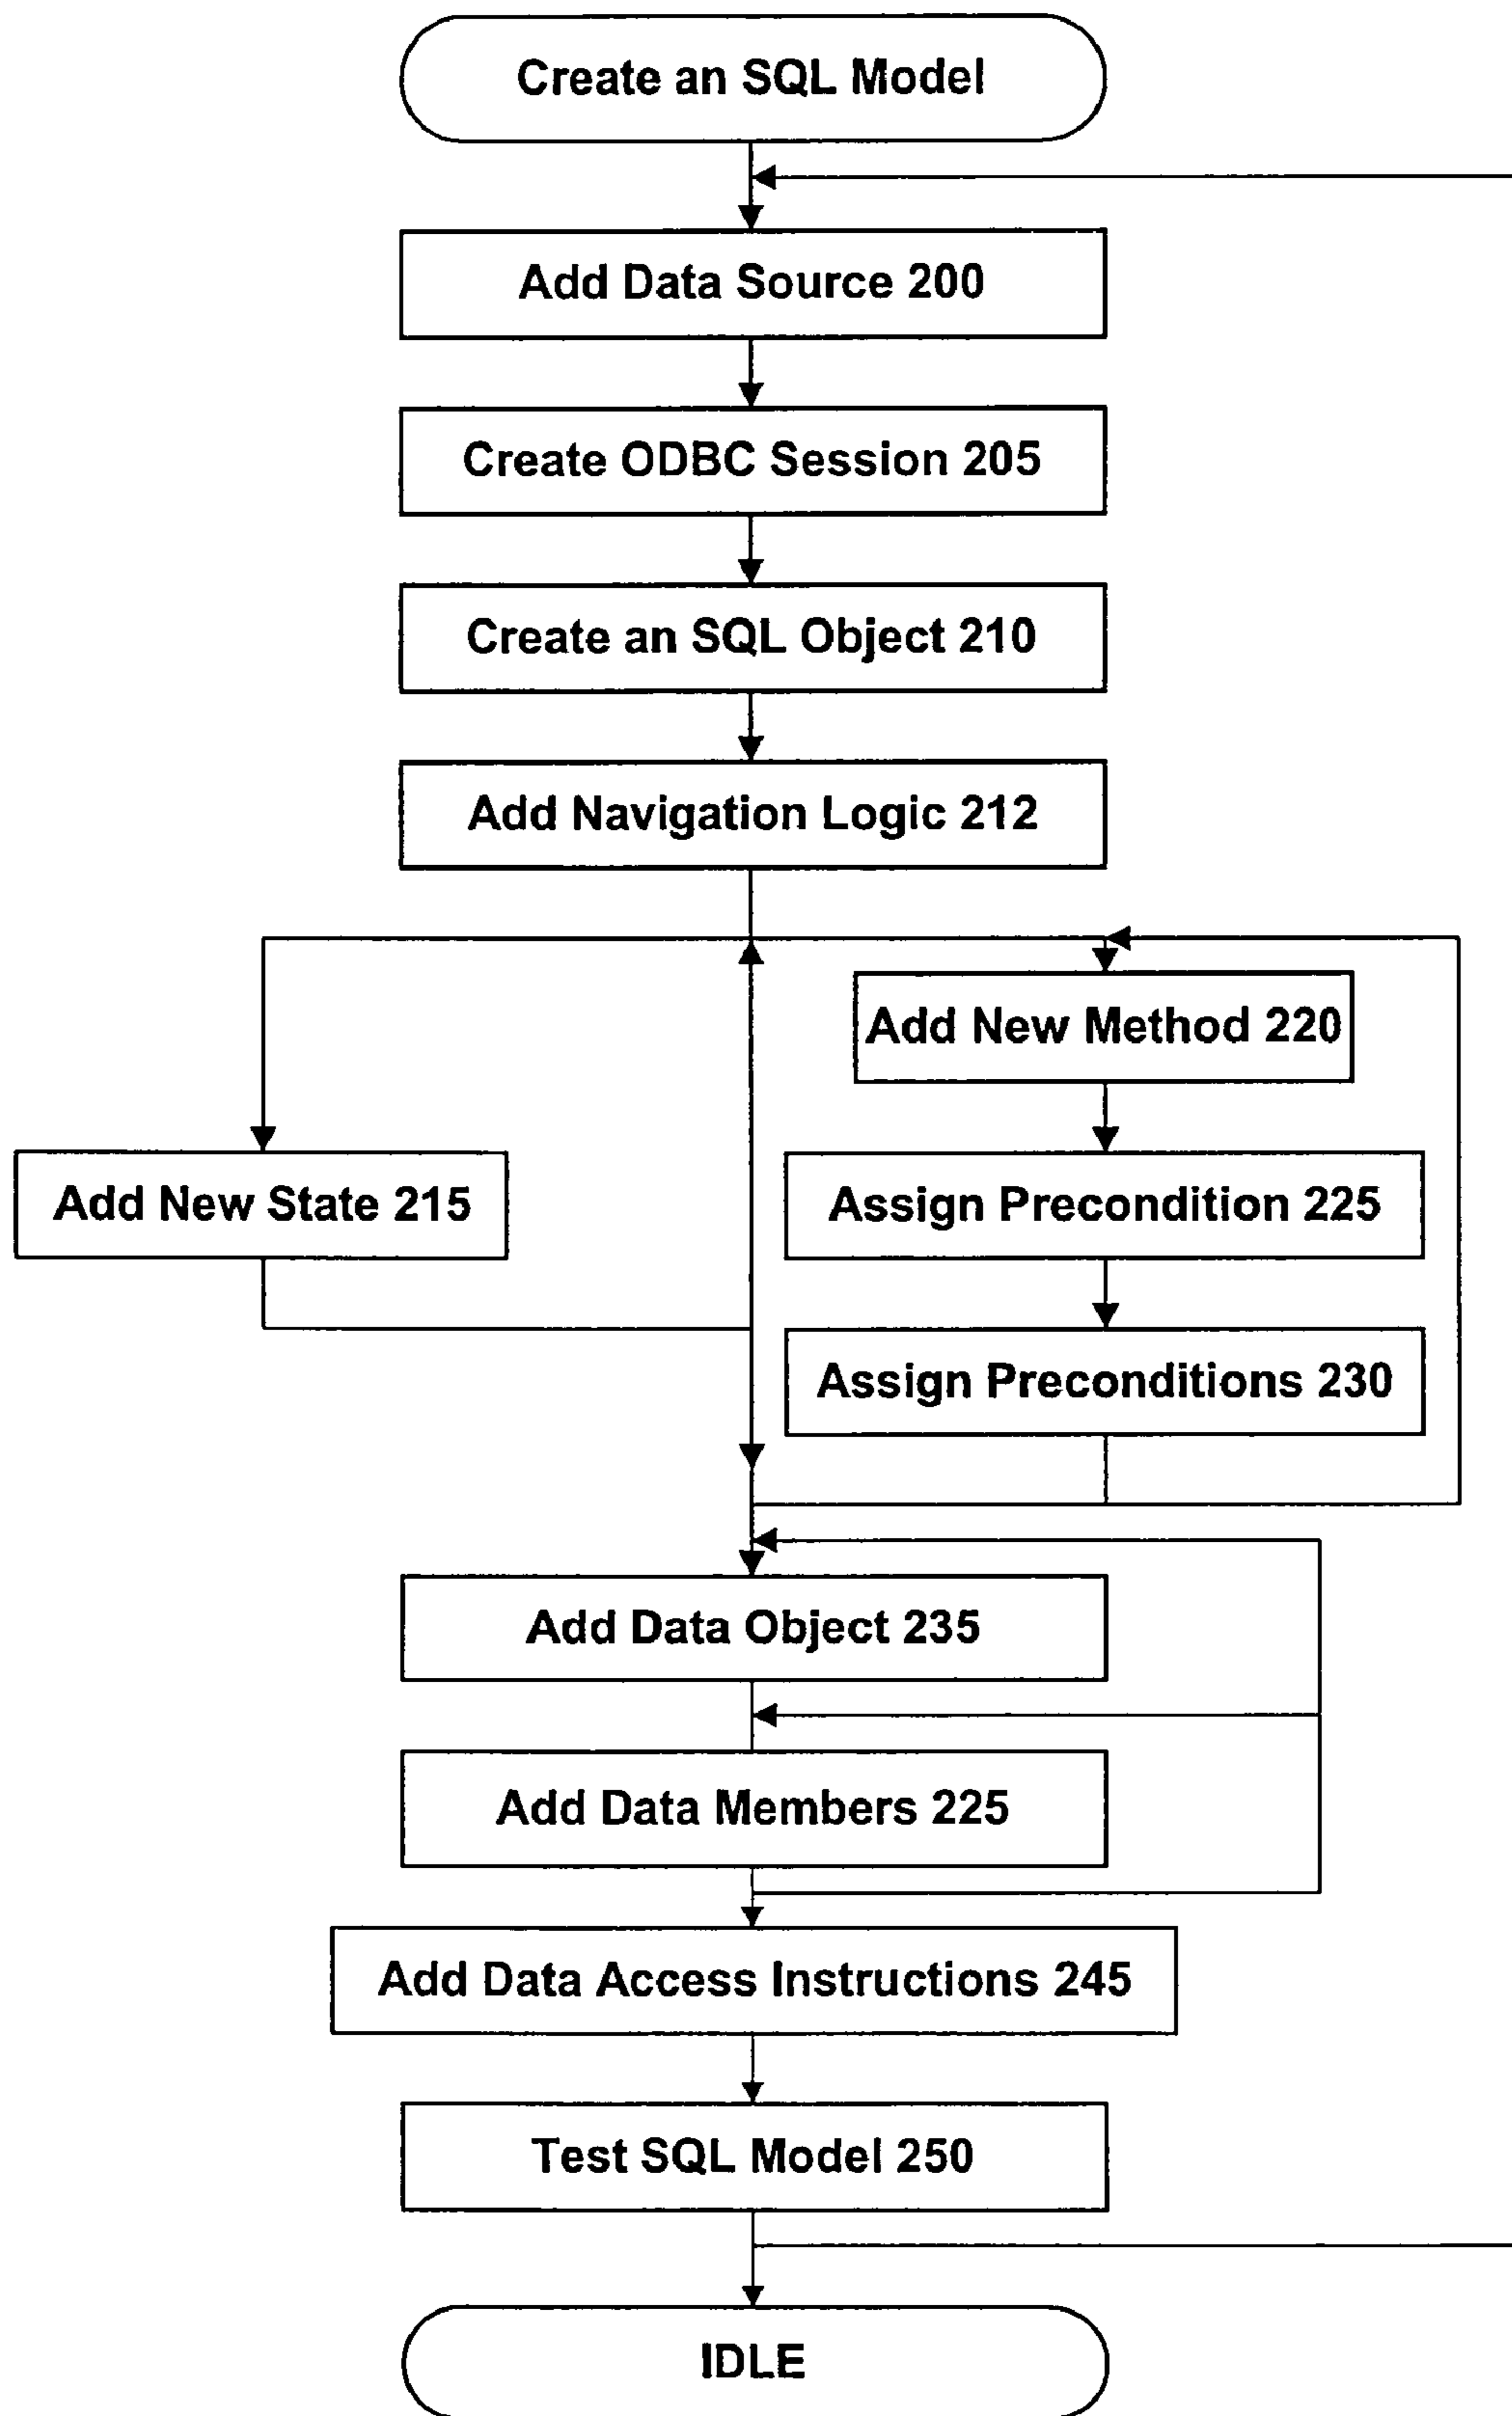 Create an SQL Model
Add Data Source 200
Create ODBC Session 205
Create an SQL Object 210
Add Navigation Logic 212
Add New Method 220
Add New State 215
Assign Precondition 225
Assign Preconditions 230
Add Data Object 235
Add Data Members 225
Add Data Access Instructions 245
Test SQL Model 250
IDLE